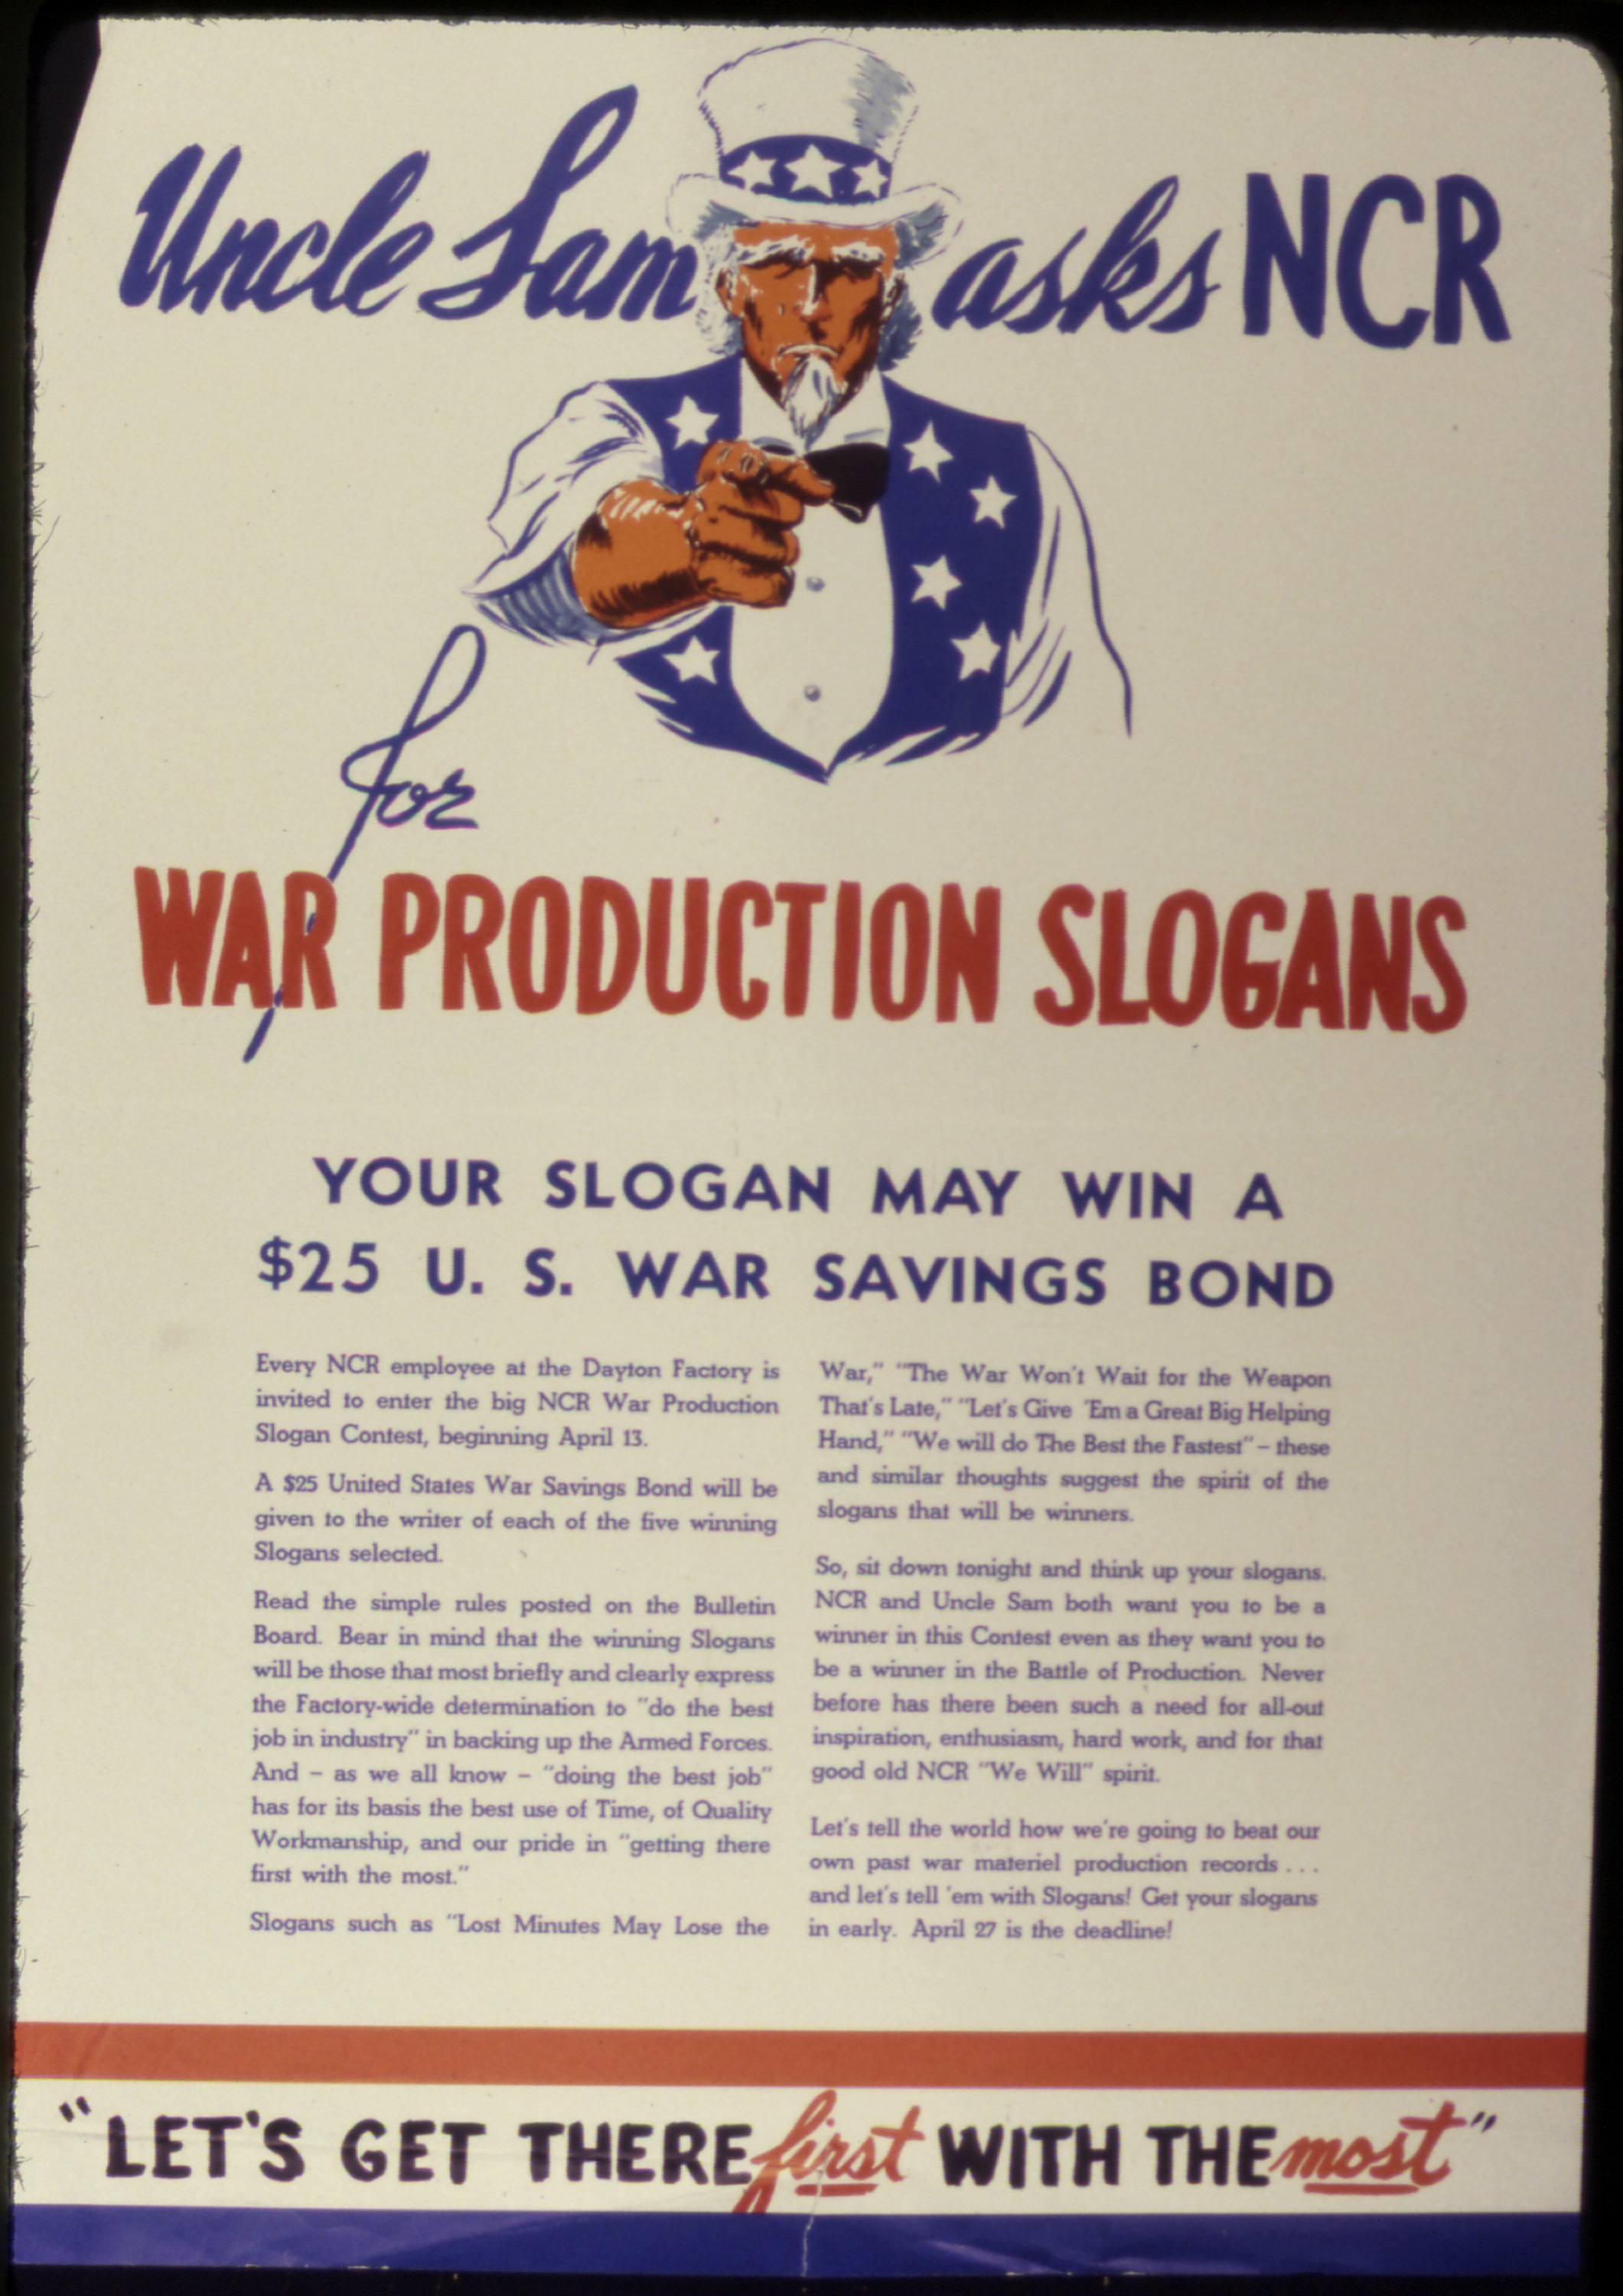 Uncle Sam asks NCR
for
WAR PRODUCTION SLOGANS
YOUR SLOGAN MAY WIN A
$25 U. S. WAR SAVINGS BOND
Every NCR employee at the Dayton Factory is
invited to enter the big NCR War Production
Slogan Contest, beginning April 13.
A $25 United States War Savings Bond will be
given to the writer of each of the five winning
Slogans selected.
Read the simple rules posted on the Bulletin
Board. Bear in mind that the winning Slogans
will be those that most briefly and clearly express
the Factory-wide determination to "do the best
job in industry" in backing up the Armed Forces.
And – as we all know – "doing the best job"
has for its basis the best use of Time, of Quality
Workmanship, and our pride in "getting there
first with the most."
Slogans such as "Lost Minutes May Lose the
War," "The War Won't Wait for the Weapon
That's Late," "Let's Give 'Em a Great Big Helping
Hand," "We will do The Best the Fastest" – these
and similar thoughts suggest the spirit of the
slogans that will be winners.
So, sit down tonight and think up your slogans.
NCR and Uncle Sam both want you to be a
winner in this Contest even as they want you to
be a winner in the Battle of Production. Never
before has there been such a need for all-out
inspiration, enthusiasm, hard work, and for that
good old NCR "We Will" spirit.
Let's tell the world how we're going to beat our
own past war materiel production records . . .
and let's tell 'em with Slogans! Get your slogans
in early. April 27 is the deadline!
"LET'S GET THERE first WITH THE most"